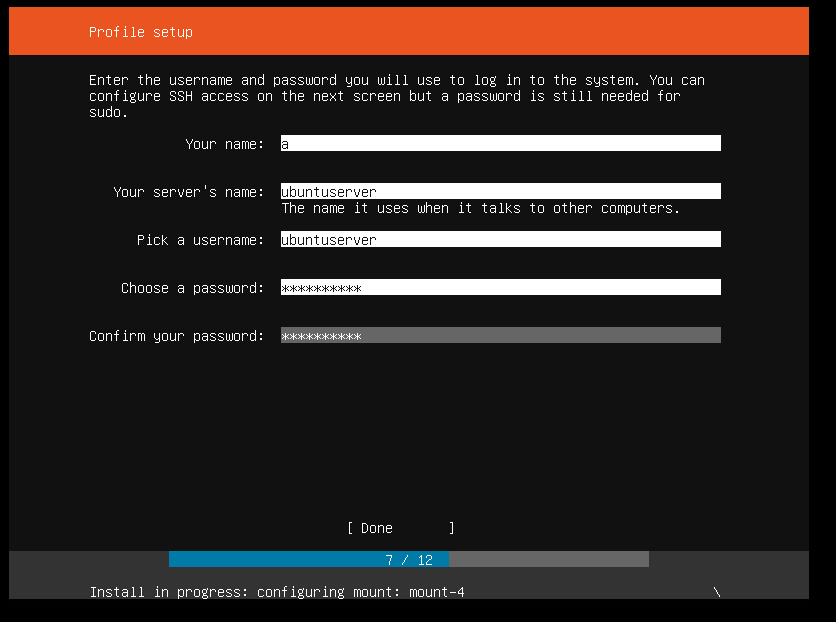 Profile setup
Enter the username and password you will use to log in to the system. You can
configure SSH access on the next screen but a password is still needed for
sudo.
Your name: a
Your server's name: ubuntuserver
The name it uses when it talks to other computers.
Pick a username: ubuntuserver
Choose a password: **********
Confirm your password: **********
[ Done ]
7 / 12
Install in progress: configuring mount: mount-4 \